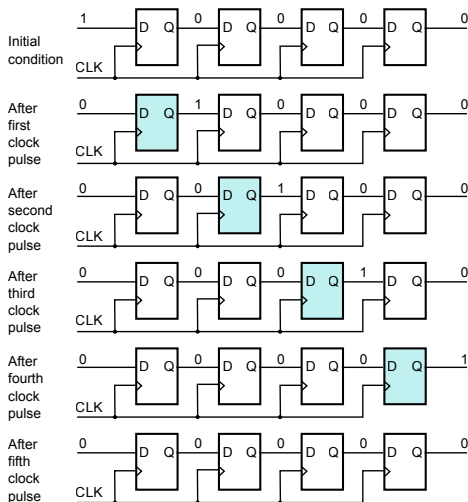 1 0 0 0 0
D Q D Q D Q D Q
Initial
condition
CLK
After
first
clock
pulse
0 1 0 0 0
D Q D Q D Q D Q
CLK
After
second
clock
pulse
0 0 1 0 0
D Q D Q D Q D Q
CLK
After
third
clock
pulse
0 0 0 1 0
D Q D Q D Q D Q
CLK
After
fourth
clock
pulse
0 0 0 0 1
D Q D Q D Q D Q
CLK
After
fifth
clock
pulse
0 0 0 0 0
D Q D Q D Q D Q
CLK